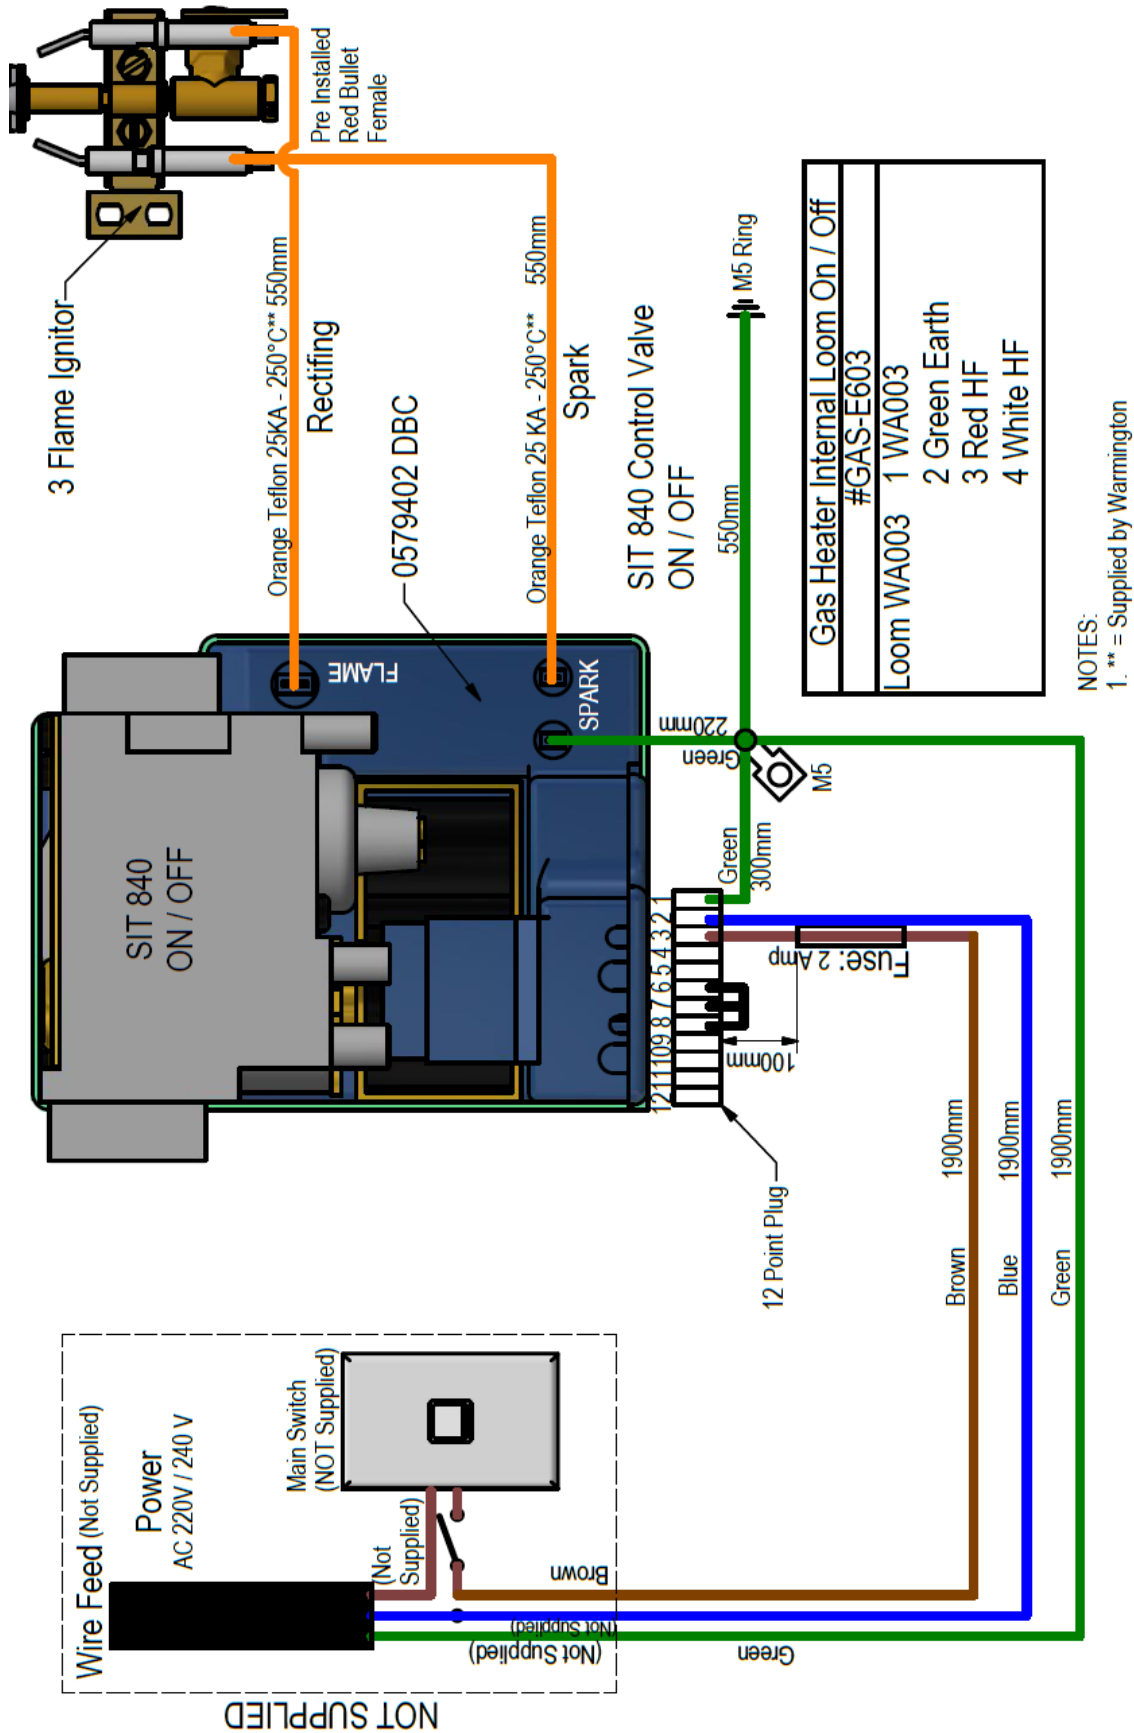 3 Flame Ignitor
Pre Installed
Red Bullet
Female
Orange Teflon 25KA - 250°C** 550mm
Rectifing
0579402 DBC
Orange Teflon 25 KA - 250°C** 550mm
Spark
SIT 840 Control Valve
ON / OFF
SIT 840
ON / OFF
FLAME
SPARK
550mm
M5 Ring
220mm
Green
M5
Green
300mm
1 2 3 4 5 6 7 8 9 10 11 12
Fuse: 2 Amp
100mm
12 Point Plug
Brown 1900mm
Blue 1900mm
Green 1900mm
Wire Feed (Not Supplied)
Power
AC 220V / 240 V
Main Switch
(NOT Supplied)
(Not
Supplied)
Brown
(Not Supplied)
(Not Supplied)
Green
NOT SUPPLIED
Gas Heater Internal Loom On / Off
#GAS-E603
Loom WA003 1 WA003
2 Green Earth
3 Red HF
4 White HF
NOTES:
1. ** = Supplied by Warmington